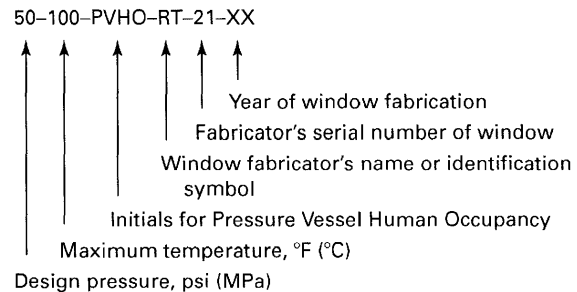 50–100–PVHO–RT–21–XX
Year of window fabrication
Fabricator's serial number of window
Window fabricator's name or identification
symbol
Initials for Pressure Vessel Human Occupancy
Maximum temperature, °F (°C)
Design pressure, psi (MPa)